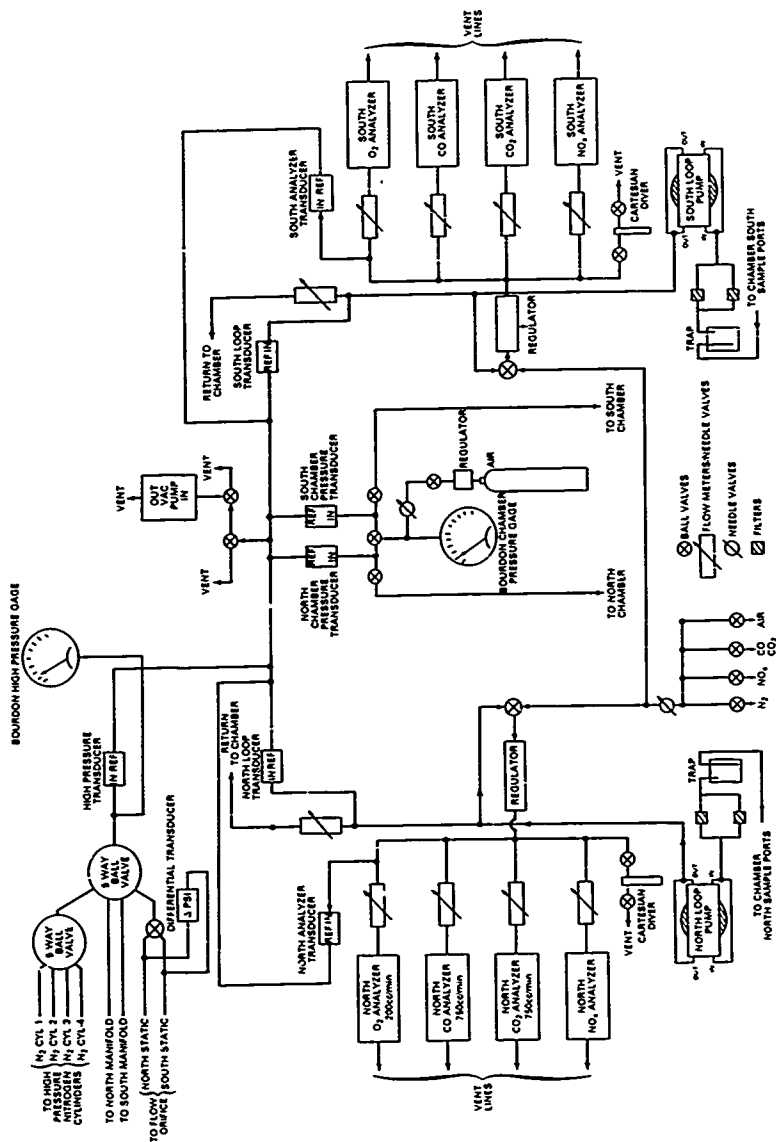 BOURDON HIGH PRESSURE GAGE
HIGH PRESSURE
TRANSDUCER
IN REF
5 WAY
BALL
VALVE
5 WAY
BALL
VALVE
DIFFERENTIAL TRANSDUCER
Δ PSI
TO HIGH
PRESSURE
NITROGEN
CYLINDERS
N₂ CYL 1
N₂ CYL 2
N₂ CYL 3
N₂ CYL 4
TO NORTH MANIFOLD
TO SOUTH MANIFOLD
TO FLOW
ORIFICE
NORTH STATIC
SOUTH STATIC
VENT
OUT
VAC
PUMP
IN
VENT
VENT
RETURN TO
CHAMBER
SOUTH LOOP
TRANSDUCER
REF IN
SOUTH ANALYZER
TRANSDUCER
IN REF
SOUTH
O₂ ANALYZER
SOUTH
CO ANALYZER
SOUTH
CO₂ ANALYZER
SOUTH
NOₓ ANALYZER
VENT
LINES
VENT
CARTESIAN
DIVER
REGULATOR
SOUTH LOOP
PUMP
OUT
IN
OUT
IN
TRAP
TO CHAMBER SOUTH
SAMPLE PORTS
SOUTH
CHAMBER
PRESSURE
TRANSDUCER
REF
IN
NORTH
CHAMBER
PRESSURE
TRANSDUCER
REF
IN
REGULATOR
AIR
BOURDON CHAMBER
PRESSURE GAGE
TO SOUTH
CHAMBER
TO NORTH
CHAMBER
RETURN
TO CHAMBER
NORTH LOOP
TRANSDUCER
IN REF
NORTH ANALYZER
TRANSDUCER
REF IN
REGULATOR
NORTH
O₂ ANALYZER
200cc/min
NORTH
CO ANALYZER
750cc/min
NORTH
CO₂ ANALYZER
750cc/min
NORTH
NOₓ ANALYZER
VENT
LINES
VENT
CARTESIAN
DIVER
NORTH LOOP
PUMP
OUT
IN
OUT
IN
TRAP
TO CHAMBER
NORTH SAMPLE PORTS
N₂
NOₓ
CO
CO₂
AIR
BALL VALVES
FLOW METERS/NEEDLE VALVES
NEEDLE VALVES
FILTERS